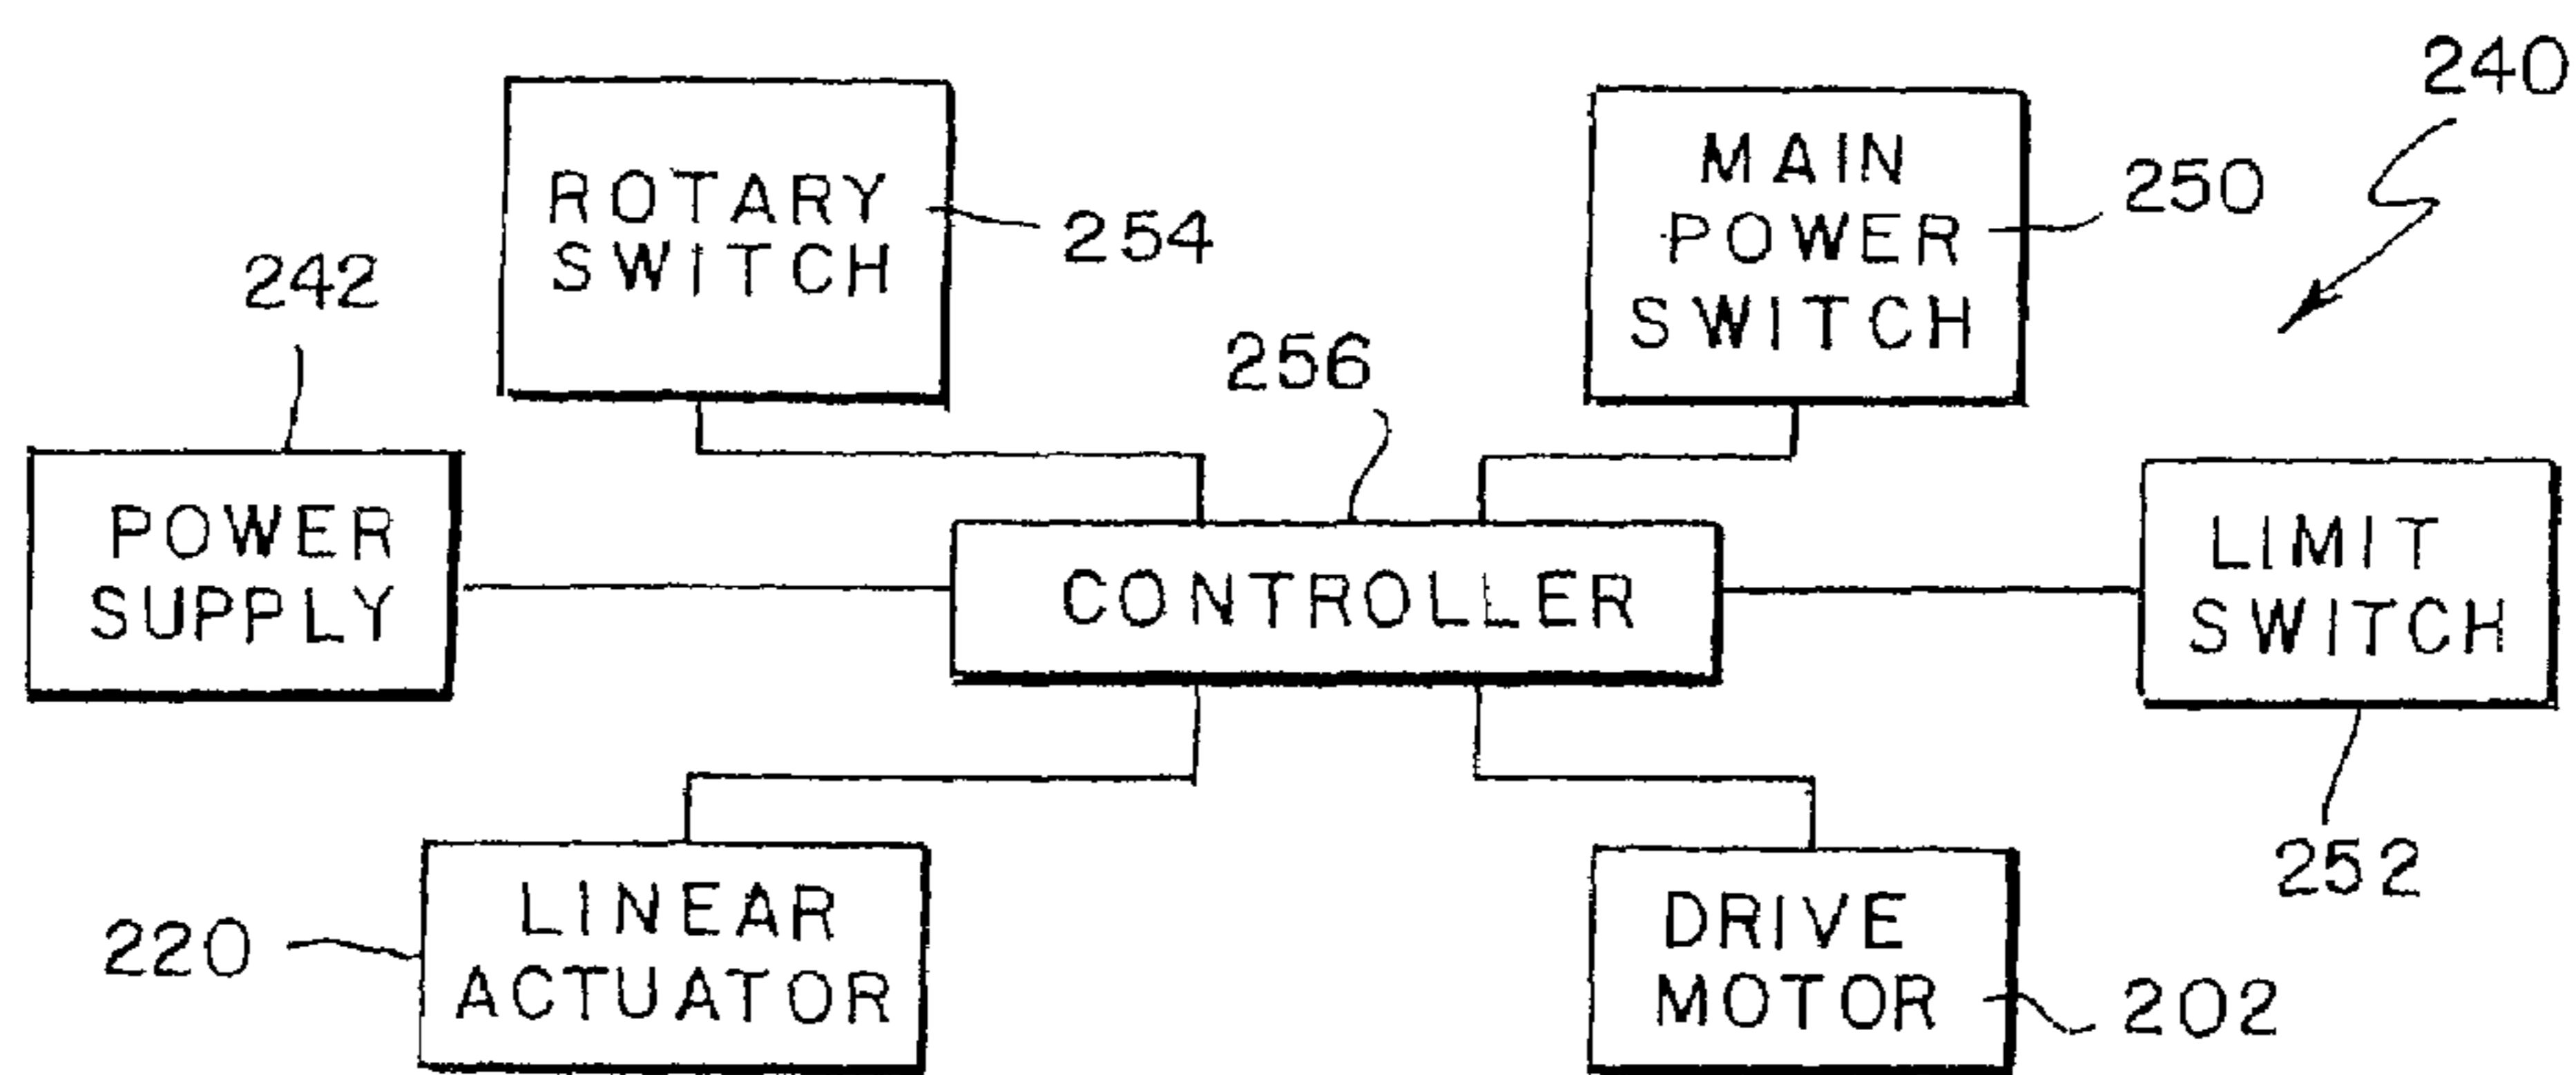 240
MAIN
POWER
SWITCH
250
ROTARY
SWITCH
254
242
256
POWER
SUPPLY
CONTROLLER
LIMIT
SWITCH
252
220
LINEAR
ACTUATOR
DRIVE
MOTOR
202